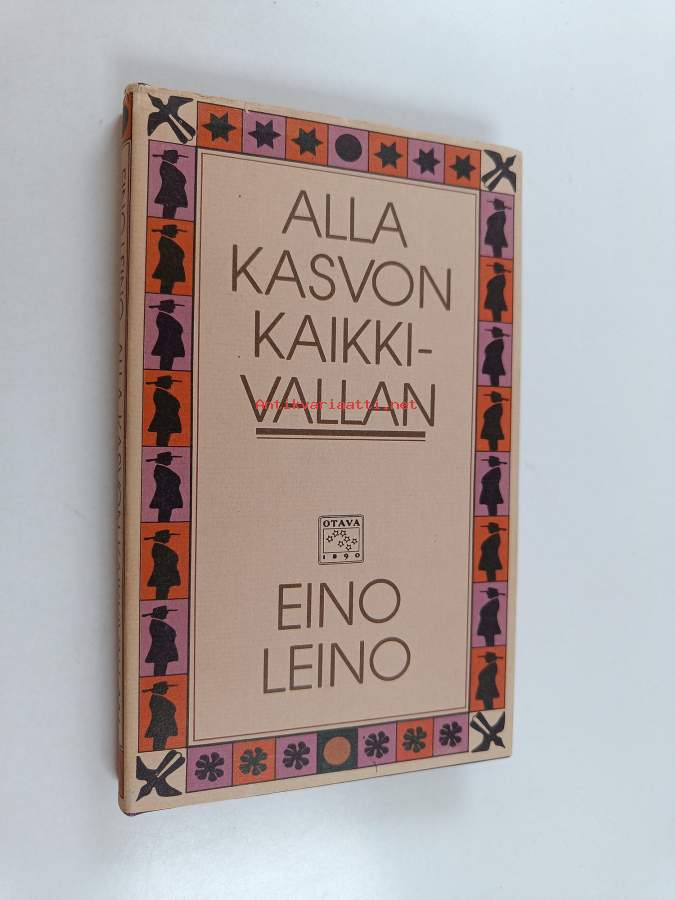 ALLA
KASVON
KAIKKI-
VALLAN
Antikvariaatti.net
OTAVA
1890
EINO
LEINO